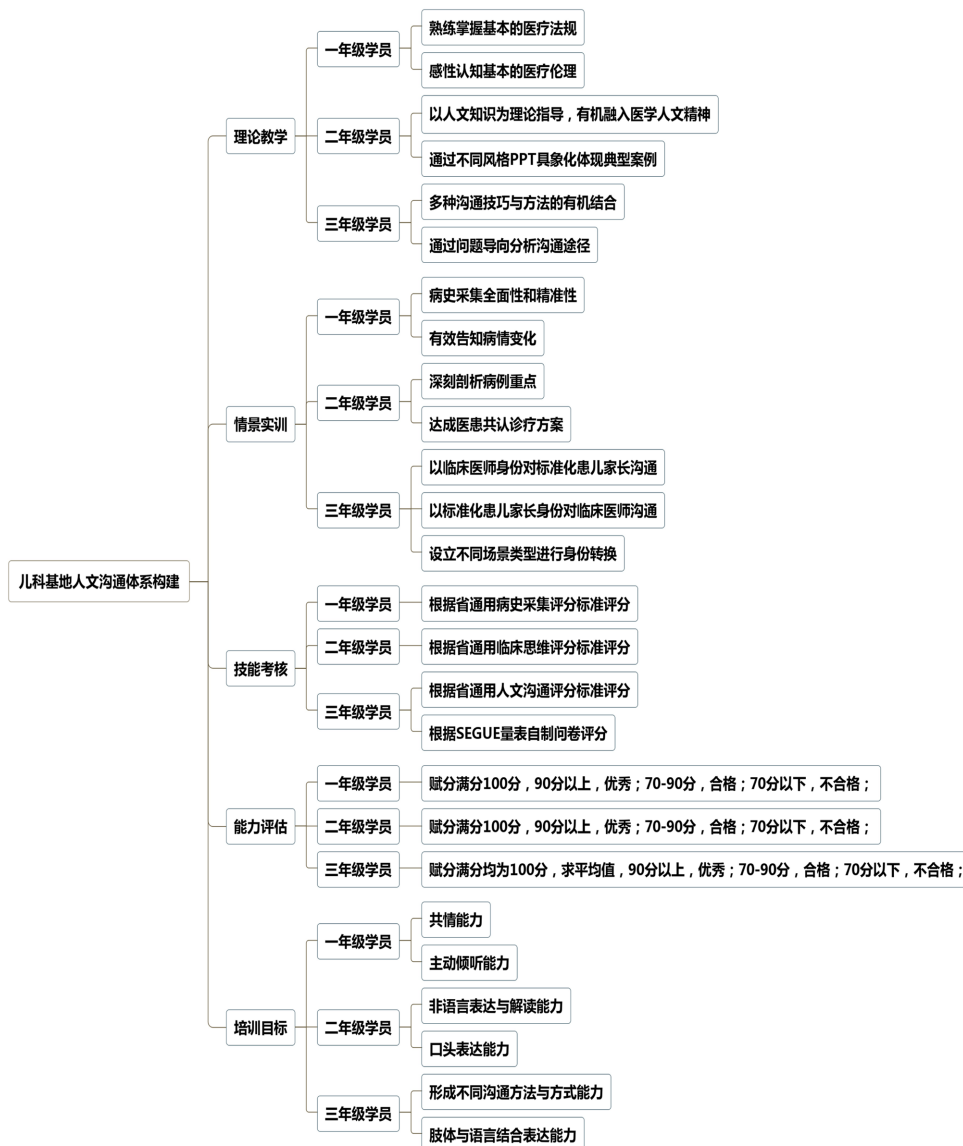 儿科基地人文沟通体系构建
理论教学
一年级学员
熟练掌握基本的医疗法规
感性认知基本的医疗伦理
二年级学员
以人文知识为理论指导，有机融入医学人文精神
通过不同风格PPT具象化体现典型案例
三年级学员
多种沟通技巧与方法的有机结合
通过问题导向分析沟通途径
情景实训
一年级学员
病史采集全面性和精准性
有效告知病情变化
二年级学员
深刻剖析病例重点
达成医患共认诊疗方案
三年级学员
以临床医师身份对标准化患儿家长沟通
以标准化患儿家长身份对临床医师沟通
设立不同场景类型进行身份转换
技能考核
一年级学员
根据省通用病史采集评分标准评分
二年级学员
根据省通用临床思维评分标准评分
三年级学员
根据省通用人文沟通评分标准评分
根据SEGUE量表自制问卷评分
能力评估
一年级学员
赋分满分100分，90分以上，优秀；70-90分，合格；70分以下，不合格；
二年级学员
赋分满分100分，90分以上，优秀；70-90分，合格；70分以下，不合格；
三年级学员
赋分满分均为100分，求平均值，90分以上，优秀；70-90分，合格；70分以下，不合格；
培训目标
一年级学员
共情能力
主动倾听能力
二年级学员
非语言表达与解读能力
口头表达能力
三年级学员
形成不同沟通方法与方式能力
肢体与语言结合表达能力